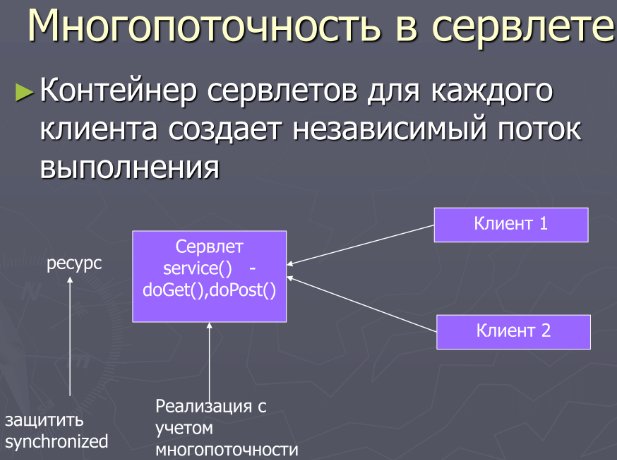 Многопоточность в сервлете
Контейнер сервлетов для каждого
клиента создает независимый поток
выполнения
Клиент 1
Сервлет
service() -
doGet(),doPost()
ресурс
Клиент 2
Реализация с
учетом
многопоточности
защитить
synchronized